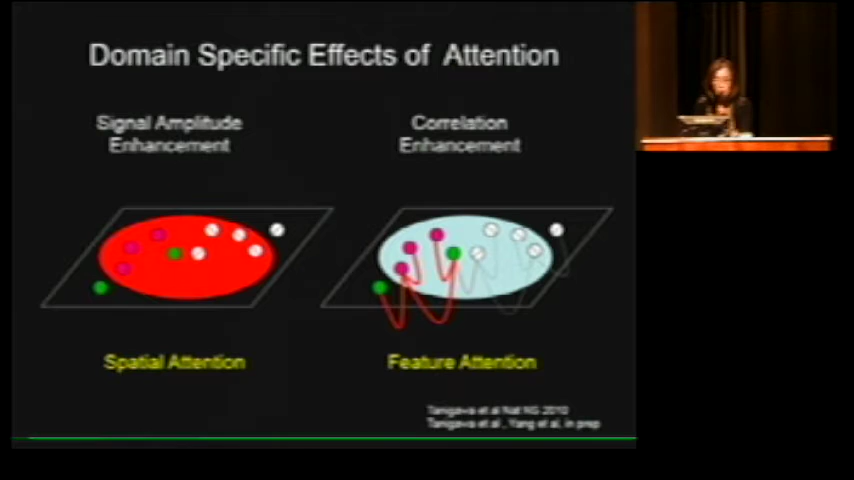 Domain Specific Effects of Attention
Signal Amplitude
Enhancement
Correlation
Enhancement
Spatial Attention
Feature Attention
Tanigawa et al Nat NS 2010
Tanigawa et al , Yang et al, in prep